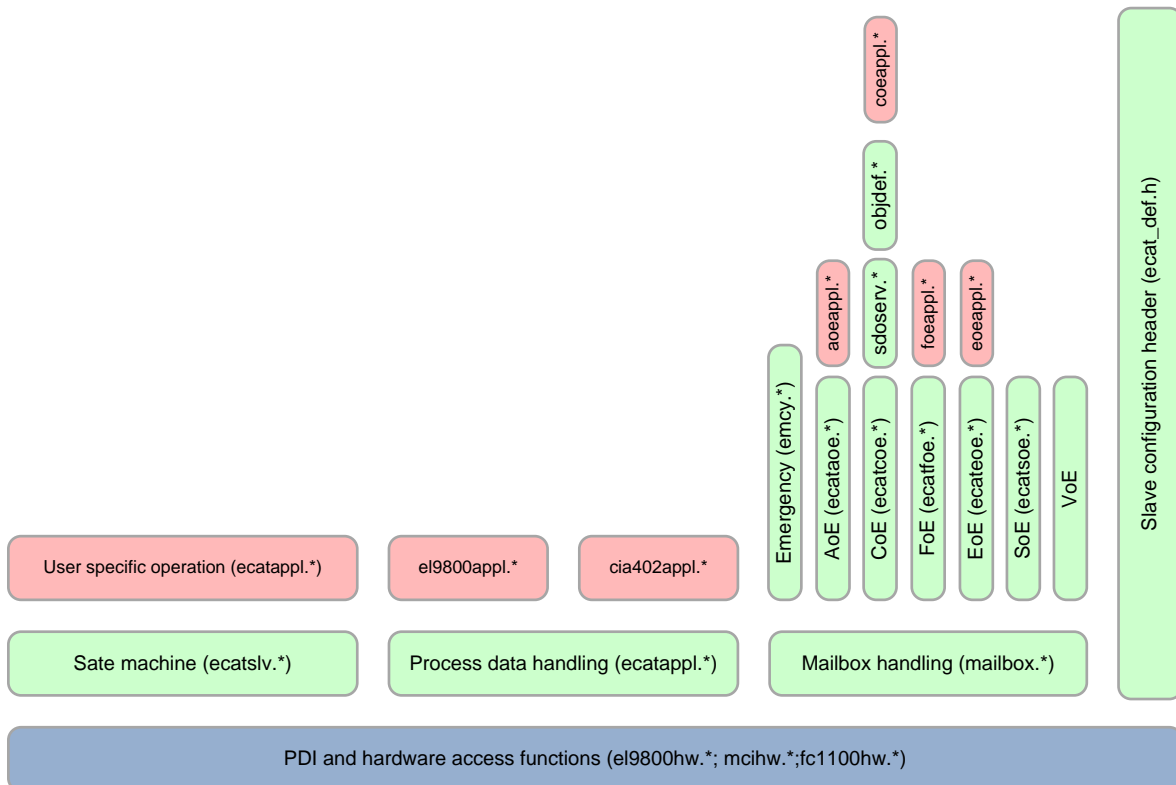 coeappl.*
objdef.*
aoeappl.*
sdoserv.*
foeappl.*
eoeappl.*
Emergency (emcy.*)
AoE (ecataoe.*)
CoE (ecatcoe.*)
FoE (ecatfoe.*)
EoE (ecateoe.*)
SoE (ecatsoe.*)
VoE
Slave configuration header (ecat_def.h)
User specific operation (ecatappl.*)
el9800appl.*
cia402appl.*
Sate machine (ecatslv.*)
Process data handling (ecatappl.*)
Mailbox handling (mailbox.*)
PDI and hardware access functions (el9800hw.*; mcihw.*;fc1100hw.*)